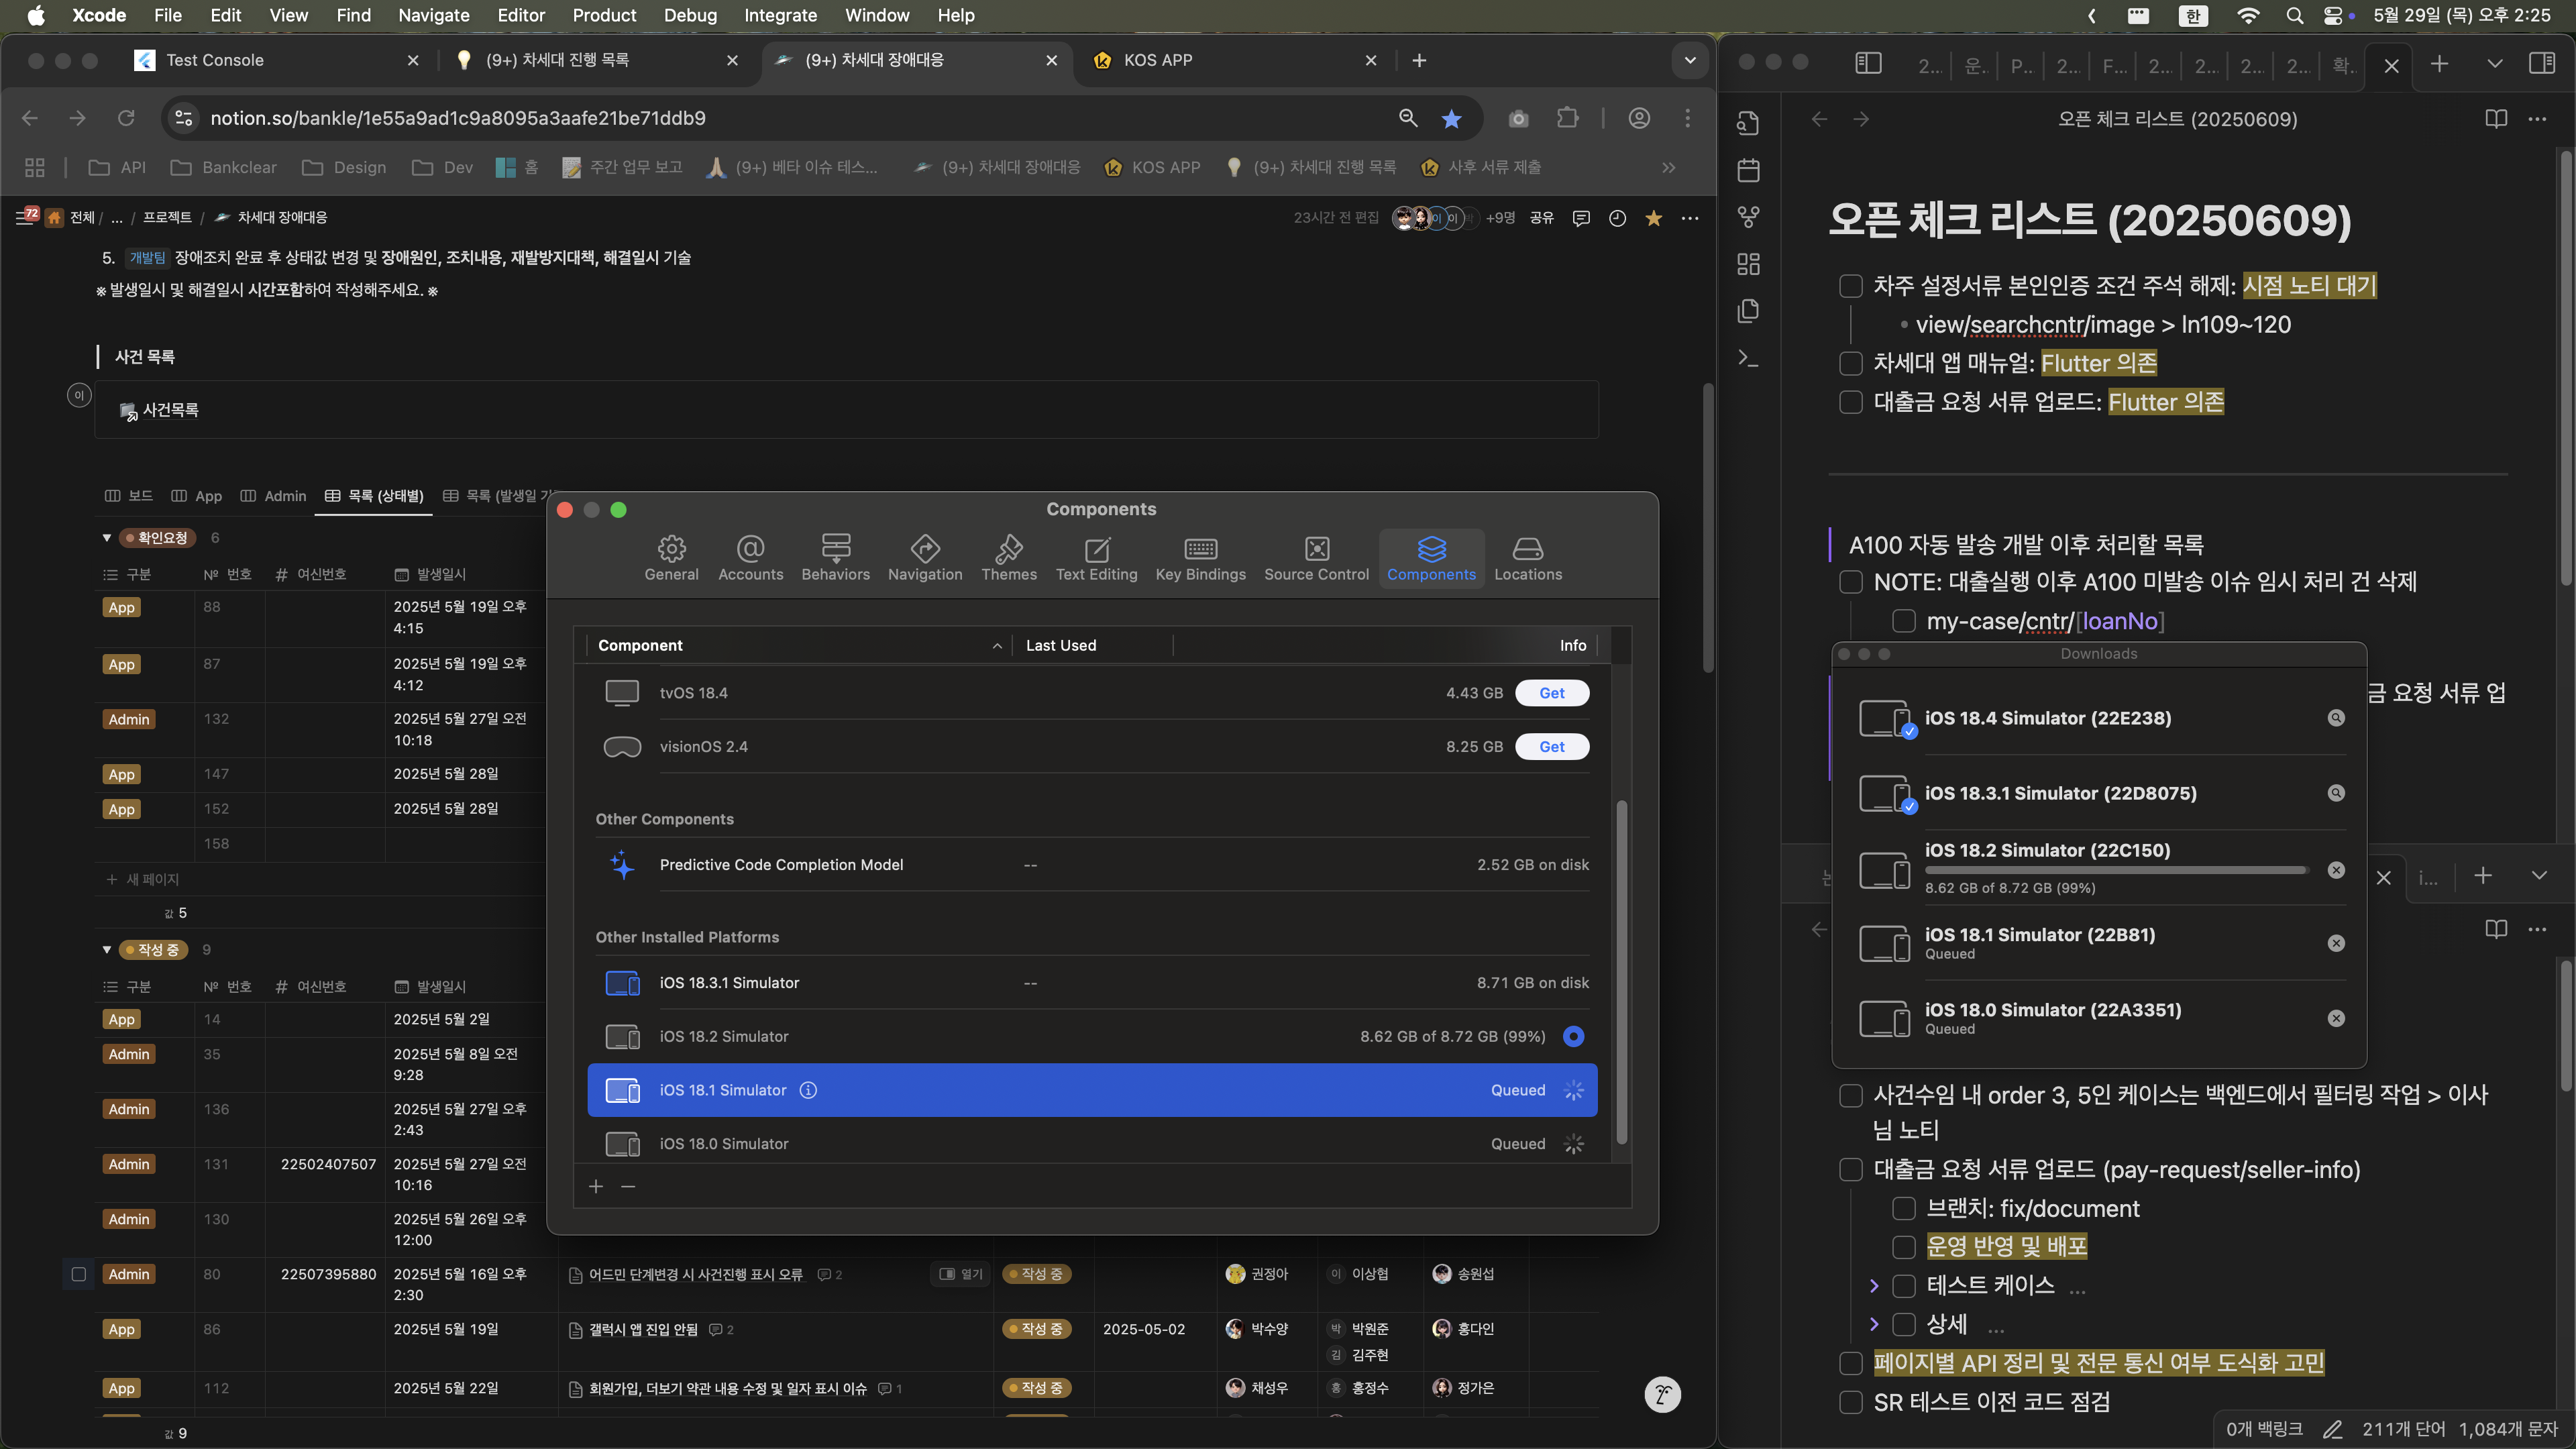 Xcode File Edit View Find Navigate Editor Product Debug Integrate Window Help
한 5월 29일 (목) 오후 2:25
Test Console
(9+) 차세대 진행 목록
(9+) 차세대 장애대응
KOS APP
notion.so/bankle/1e55a9ad1c9a8095a3aafe21be71ddb9
API Bankclear Design Dev 홈 주간 업무 보고 (9+) 베타 이슈 테스... (9+) 차세대 장애대응 KOS APP (9+) 차세대 진행 목록 사후 서류 제출
72 전체 / ... / 프로젝트 / 차세대 장애대응
23시간 전 편집 이 이 +9명 공유
5. 개발팀 장애조치 완료 후 상태값 변경 및 장애원인, 조치내용, 재발방지대책, 해결일시 기술
※ 발생일시 및 해결일시 시간포함하여 작성해주세요. ※
사건 목록
이
사건목록
보드 App Admin 목록 (상태별) 목록 (발생일
확인요청 6
구분 № 번호 # 여신번호 발생일시
App 88 2025년 5월 19일 오후
4:15
App 87 2025년 5월 19일 오후
4:12
Admin 132 2025년 5월 27일 오전
10:18
App 147 2025년 5월 28일
App 152 2025년 5월 28일
158
+ 새 페이지
값 5
작성 중 9
구분 № 번호 # 여신번호 발생일시
App 14 2025년 5월 2일
Admin 35 2025년 5월 8일 오전
9:28
Admin 136 2025년 5월 27일 오후
2:43
Admin 131 22502407507 2025년 5월 27일 오전
10:16
Admin 130 2025년 5월 26일 오후
12:00
Admin 80 22507395880 2025년 5월 16일 오후
2:30
어드민 단계변경 시 사건진행 표시 오류 2 열기 작성 중 권정아 이 이상협 송원섭
App 86 2025년 5월 19일 갤럭시 앱 진입 안됨 2 작성 중 2025-05-02 박수양 박 박원준 홍다인
김 김주현
App 112 2025년 5월 22일 회원가입, 더보기 약관 내용 수정 및 일자 표시 이슈 1 작성 중 채성우 홍 홍정수 정가은
값 9
Components
General Accounts Behaviors Navigation Themes Text Editing Key Bindings Source Control Components Locations
Component Last Used Info
tvOS 18.4 4.43 GB Get
visionOS 2.4 8.25 GB Get
Other Components
Predictive Code Completion Model -- 2.52 GB on disk
Other Installed Platforms
iOS 18.3.1 Simulator -- 8.71 GB on disk
iOS 18.2 Simulator 8.62 GB of 8.72 GB (99%)
iOS 18.1 Simulator Queued
iOS 18.0 Simulator Queued
+ −
2... 운.. P... 2... F... 2... 2... 2... 2... 확.
오픈 체크 리스트 (20250609)
오픈 체크 리스트 (20250609)
차주 설정서류 본인인증 조건 주석 해제: 시점 노티 대기
view/searchcntr/image > ln109~120
차세대 앱 매뉴얼: Flutter 의존
대출금 요청 서류 업로드: Flutter 의존
A100 자동 발송 개발 이후 처리할 목록
NOTE: 대출실행 이후 A100 미발송 이슈 임시 처리 건 삭제
my-case/cntr/[loanNo]
금 요청 서류 업
Downloads
iOS 18.4 Simulator (22E238)
iOS 18.3.1 Simulator (22D8075)
iOS 18.2 Simulator (22C150)
8.62 GB of 8.72 GB (99%)
iOS 18.1 Simulator (22B81)
Queued
iOS 18.0 Simulator (22A3351)
Queued
i...
사건수임 내 order 3, 5인 케이스는 백엔드에서 필터링 작업 > 이사
님 노티
대출금 요청 서류 업로드 (pay-request/seller-info)
브랜치: fix/document
운영 반영 및 배포
테스트 케이스 ...
상세 ...
페이지별 API 정리 및 전문 통신 여부 도식화 고민
SR 테스트 이전 코드 점검
0개 백링크 211개 단어 1,084개 문자